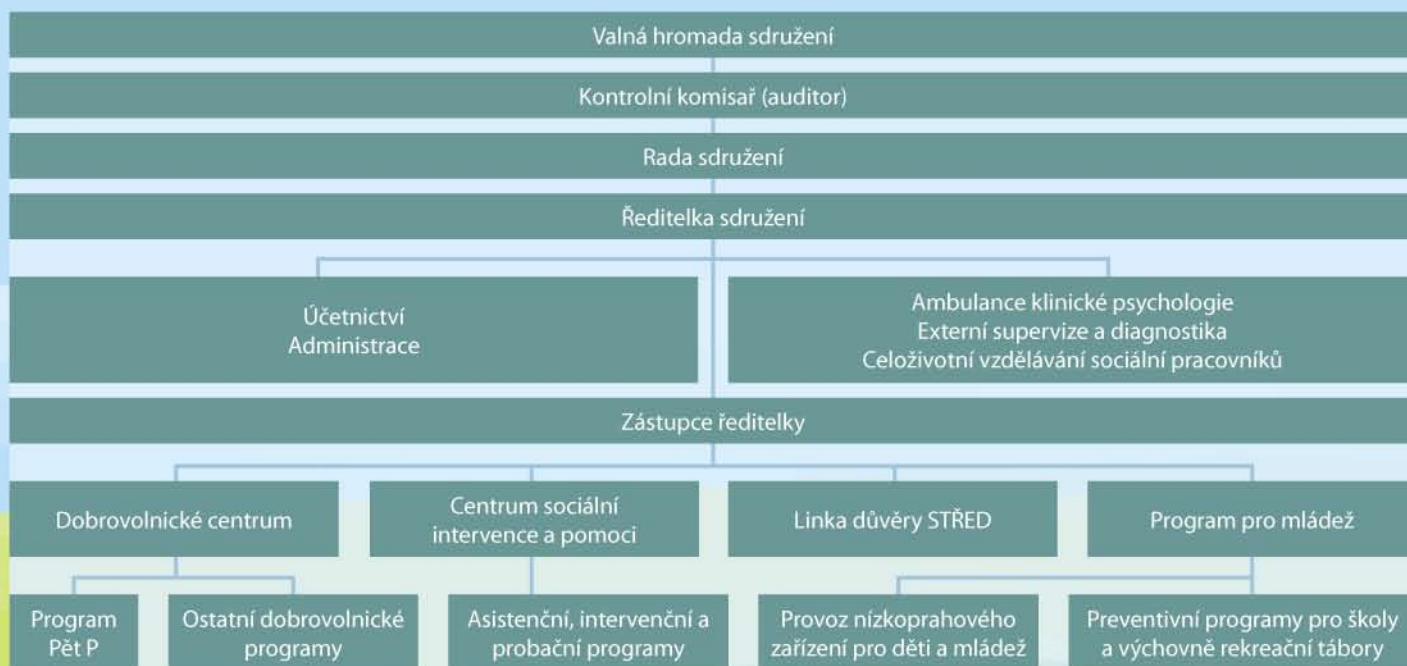 Valná hromada sdružení
Kontrolní komisař (auditor)
Rada sdružení
Ředitelka sdružení
Účetnictví
Administrace
Ambulance klinické psychologie
Externí supervize a diagnostika
Celoživotní vzdělávání sociální pracovníků
Zástupce ředitelky
Dobrovolnické centrum
Centrum sociální
intervence a pomoci
Linka důvěry STŘED
Program pro mládež
Program
Pět P
Ostatní dobrovolnické
programy
Asistenční, intervenční a
probační programy
Provoz nízkoprahového
zařízení pro děti a mládež
Preventivní programy pro školy
a výchovně rekreační tábory